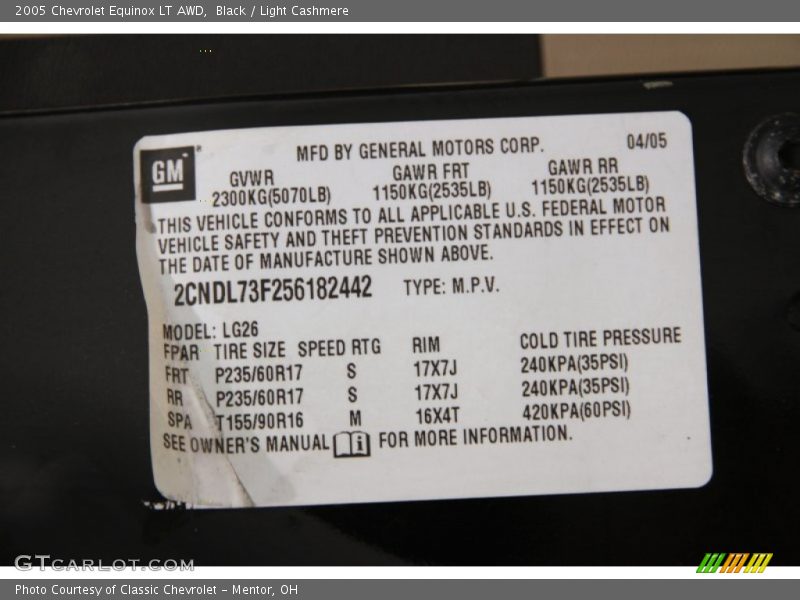 2005 Chevrolet Equinox LT AWD, Black / Light Cashmere
GM
MFD BY GENERAL MOTORS CORP. 04/05
GVWR GAWR FRT GAWR RR
2300KG(5070LB) 1150KG(2535LB) 1150KG(2535LB)
THIS VEHICLE CONFORMS TO ALL APPLICABLE U.S. FEDERAL MOTOR
VEHICLE SAFETY AND THEFT PREVENTION STANDARDS IN EFFECT ON
THE DATE OF MANUFACTURE SHOWN ABOVE.
2CNDL73F256182442 TYPE: M.P.V.
MODEL: LG26
FPAR TIRE SIZE SPEED RTG RIM COLD TIRE PRESSURE
FRT P235/60R17 S 17X7J 240KPA(35PSI)
RR P235/60R17 S 17X7J 240KPA(35PSI)
SPA T155/90R16 M 16X4T 420KPA(60PSI)
SEE OWNER'S MANUAL i FOR MORE INFORMATION.
GTcarlot.com
Photo Courtesy of Classic Chevrolet - Mentor, OH